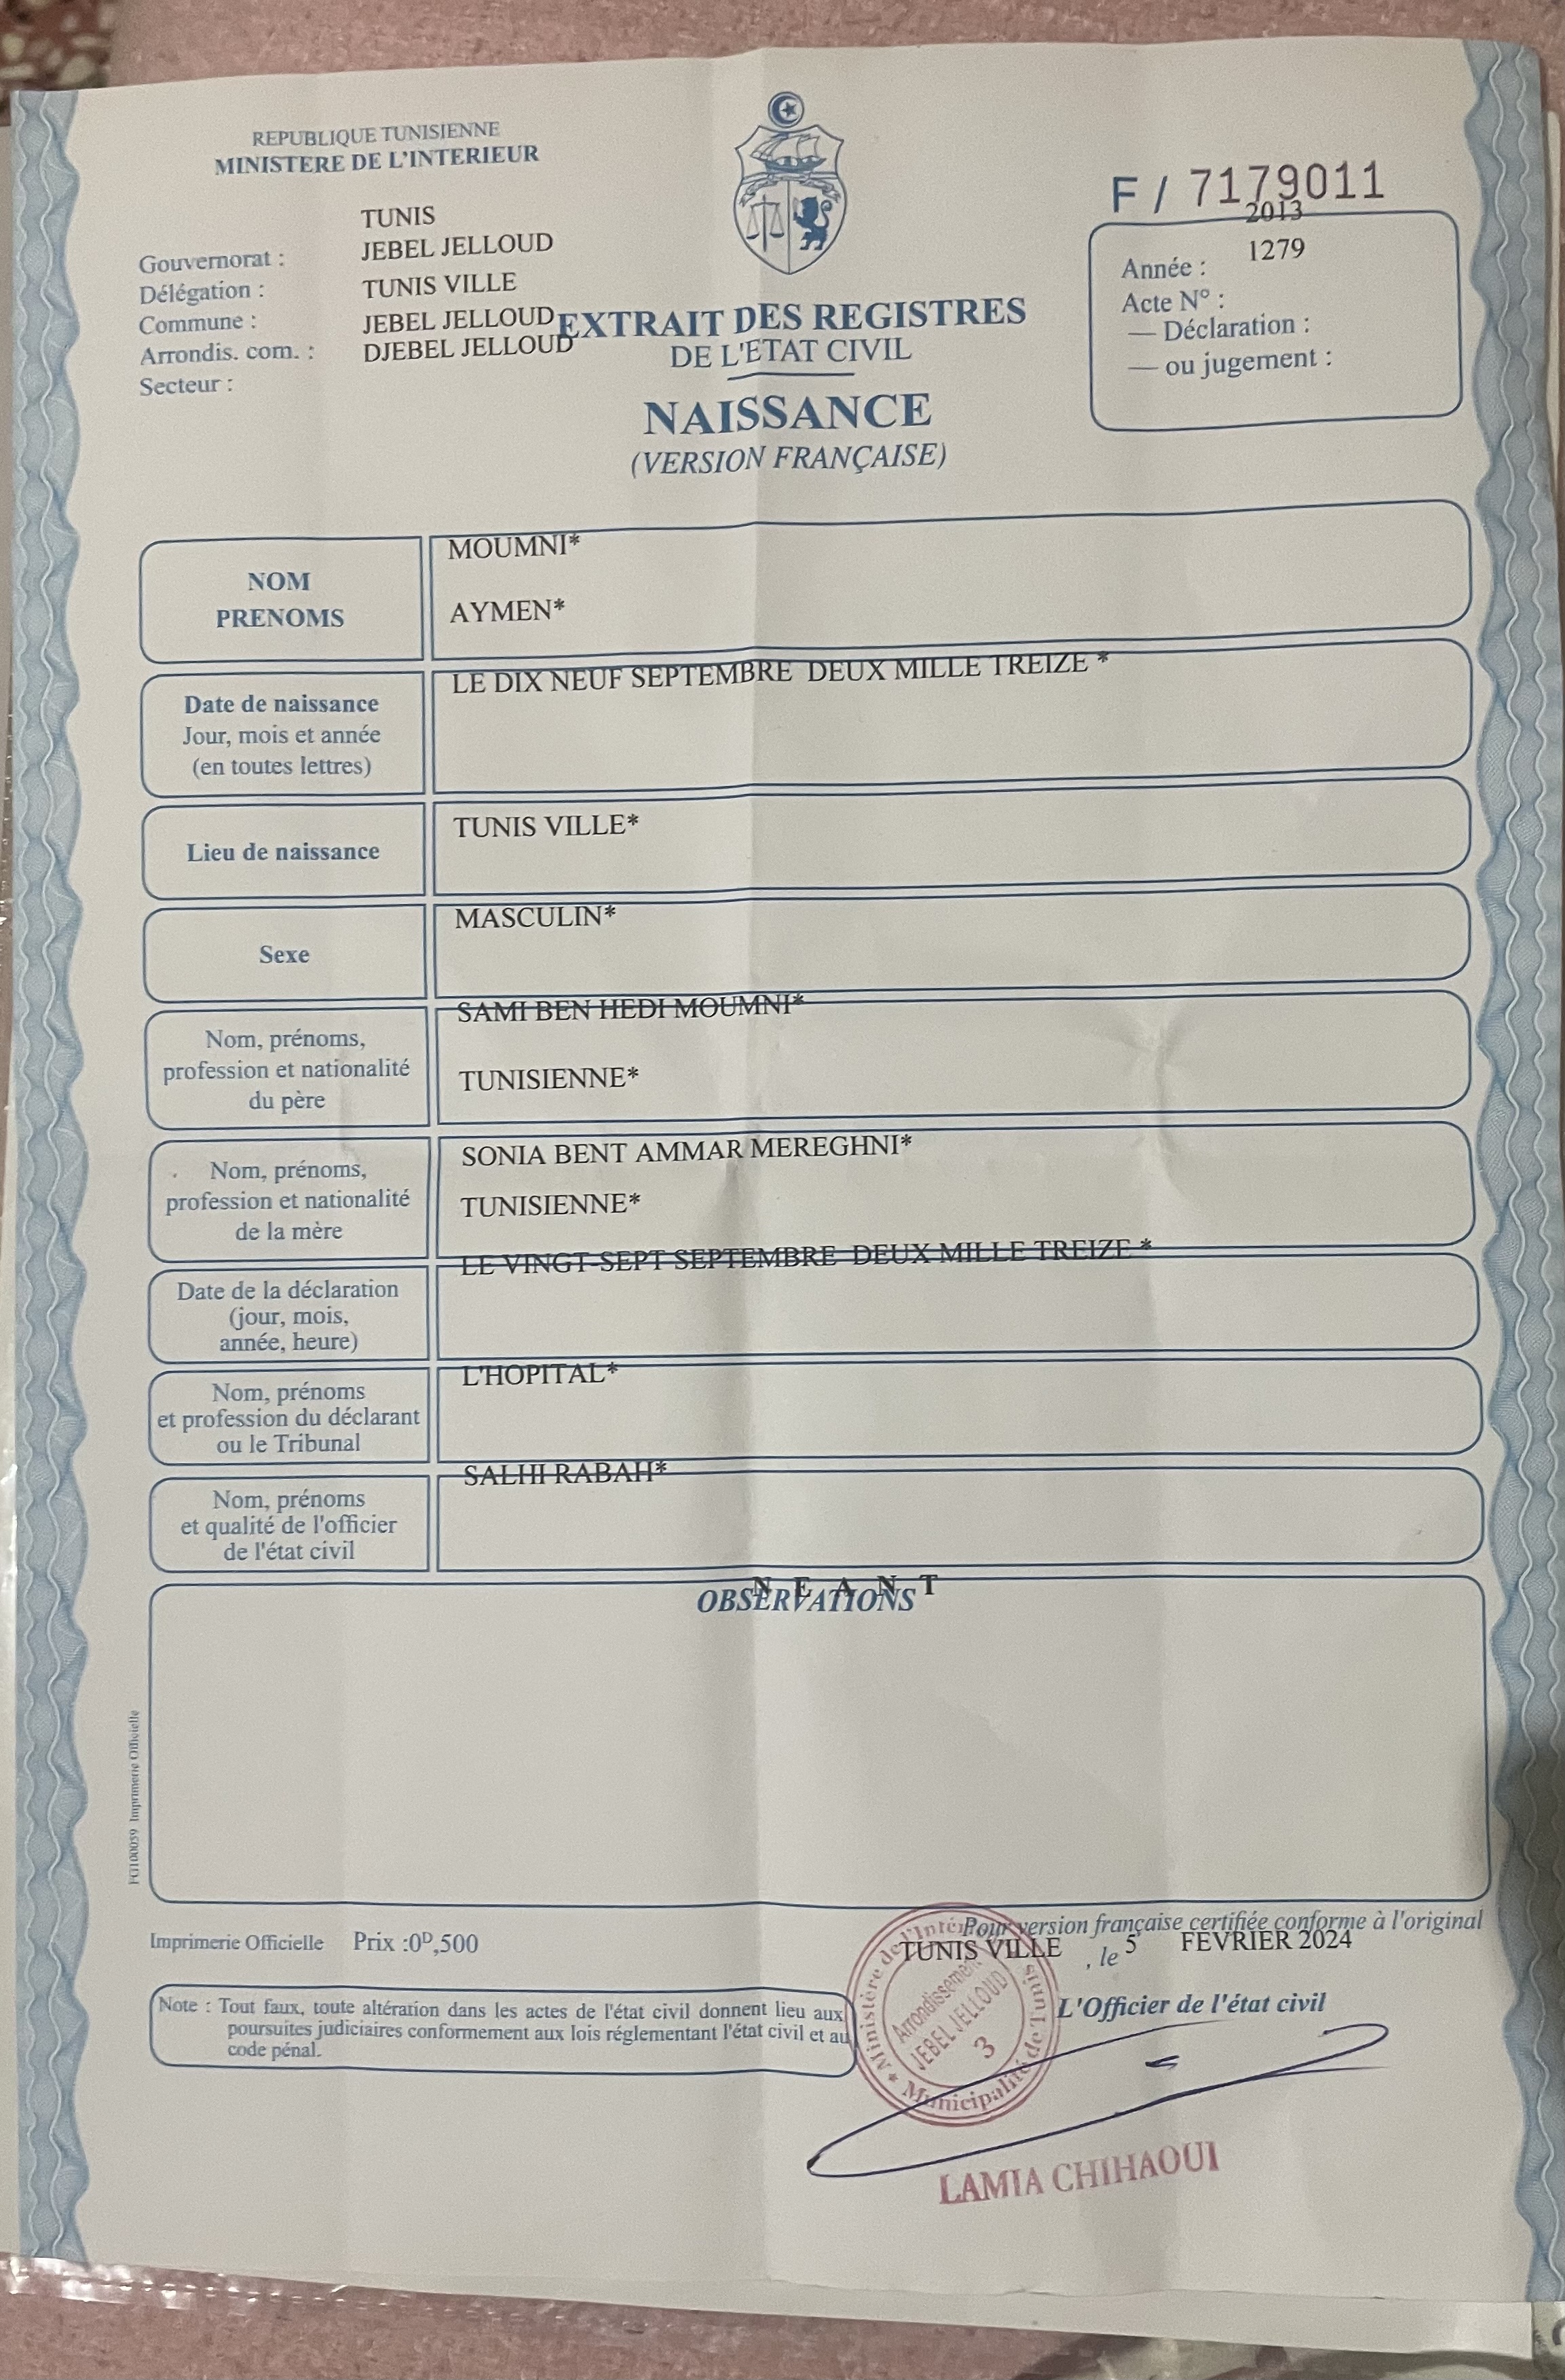 REPUBLIQUE TUNISIENNE
MINISTERE DE L'INTERIEUR
F / 7179011
Gouvernorat : TUNIS
Délégation : JEBEL JELLOUD
Commune : TUNIS VILLE
Arrondis. com. : JEBEL JELLOUD
Secteur : DJEBEL JELLOUD
2013
Année : 1279
Acte N° :
— Déclaration :
— ou jugement :
EXTRAIT DES REGISTRES
DE L'ETAT CIVIL
NAISSANCE
(VERSION FRANÇAISE)
NOM
PRENOMS
MOUMNI*
AYMEN*
Date de naissance
Jour, mois et année
(en toutes lettres)
LE DIX NEUF SEPTEMBRE DEUX MILLE TREIZE *
Lieu de naissance
TUNIS VILLE*
Sexe
MASCULIN*
Nom, prénoms,
profession et nationalité
du père
SAMI BEN HEDI MOUMNI*
TUNISIENNE*
Nom, prénoms,
profession et nationalité
de la mère
SONIA BENT AMMAR MEREGHNI*
TUNISIENNE*
Date de la déclaration
(jour, mois,
année, heure)
LE VINGT-SEPT SEPTEMBRE DEUX MILLE TREIZE *
Nom, prénoms
et profession du déclarant
ou le Tribunal
L'HOPITAL*
Nom, prénoms
et qualité de l'officier
de l'état civil
SALHI RABAH*
N E A N T
OBSERVATIONS
FG100059 Imprimerie Officielle
Imprimerie Officielle Prix :0D,500
Pour version française certifiée conforme à l'original
TUNIS VILLE , le 5 FEVRIER 2024
L'Officier de l'état civil
Note : Tout faux, toute altération dans les actes de l'état civil donnent lieu aux
poursuites judiciaires conformement aux lois réglementant l'état civil et au
code pénal.
Ministère de l'Intérieur
★ Municipalité de Tunis
Arrondissement
JEBEL JELLOUD
3
LAMIA CHIHAOUI